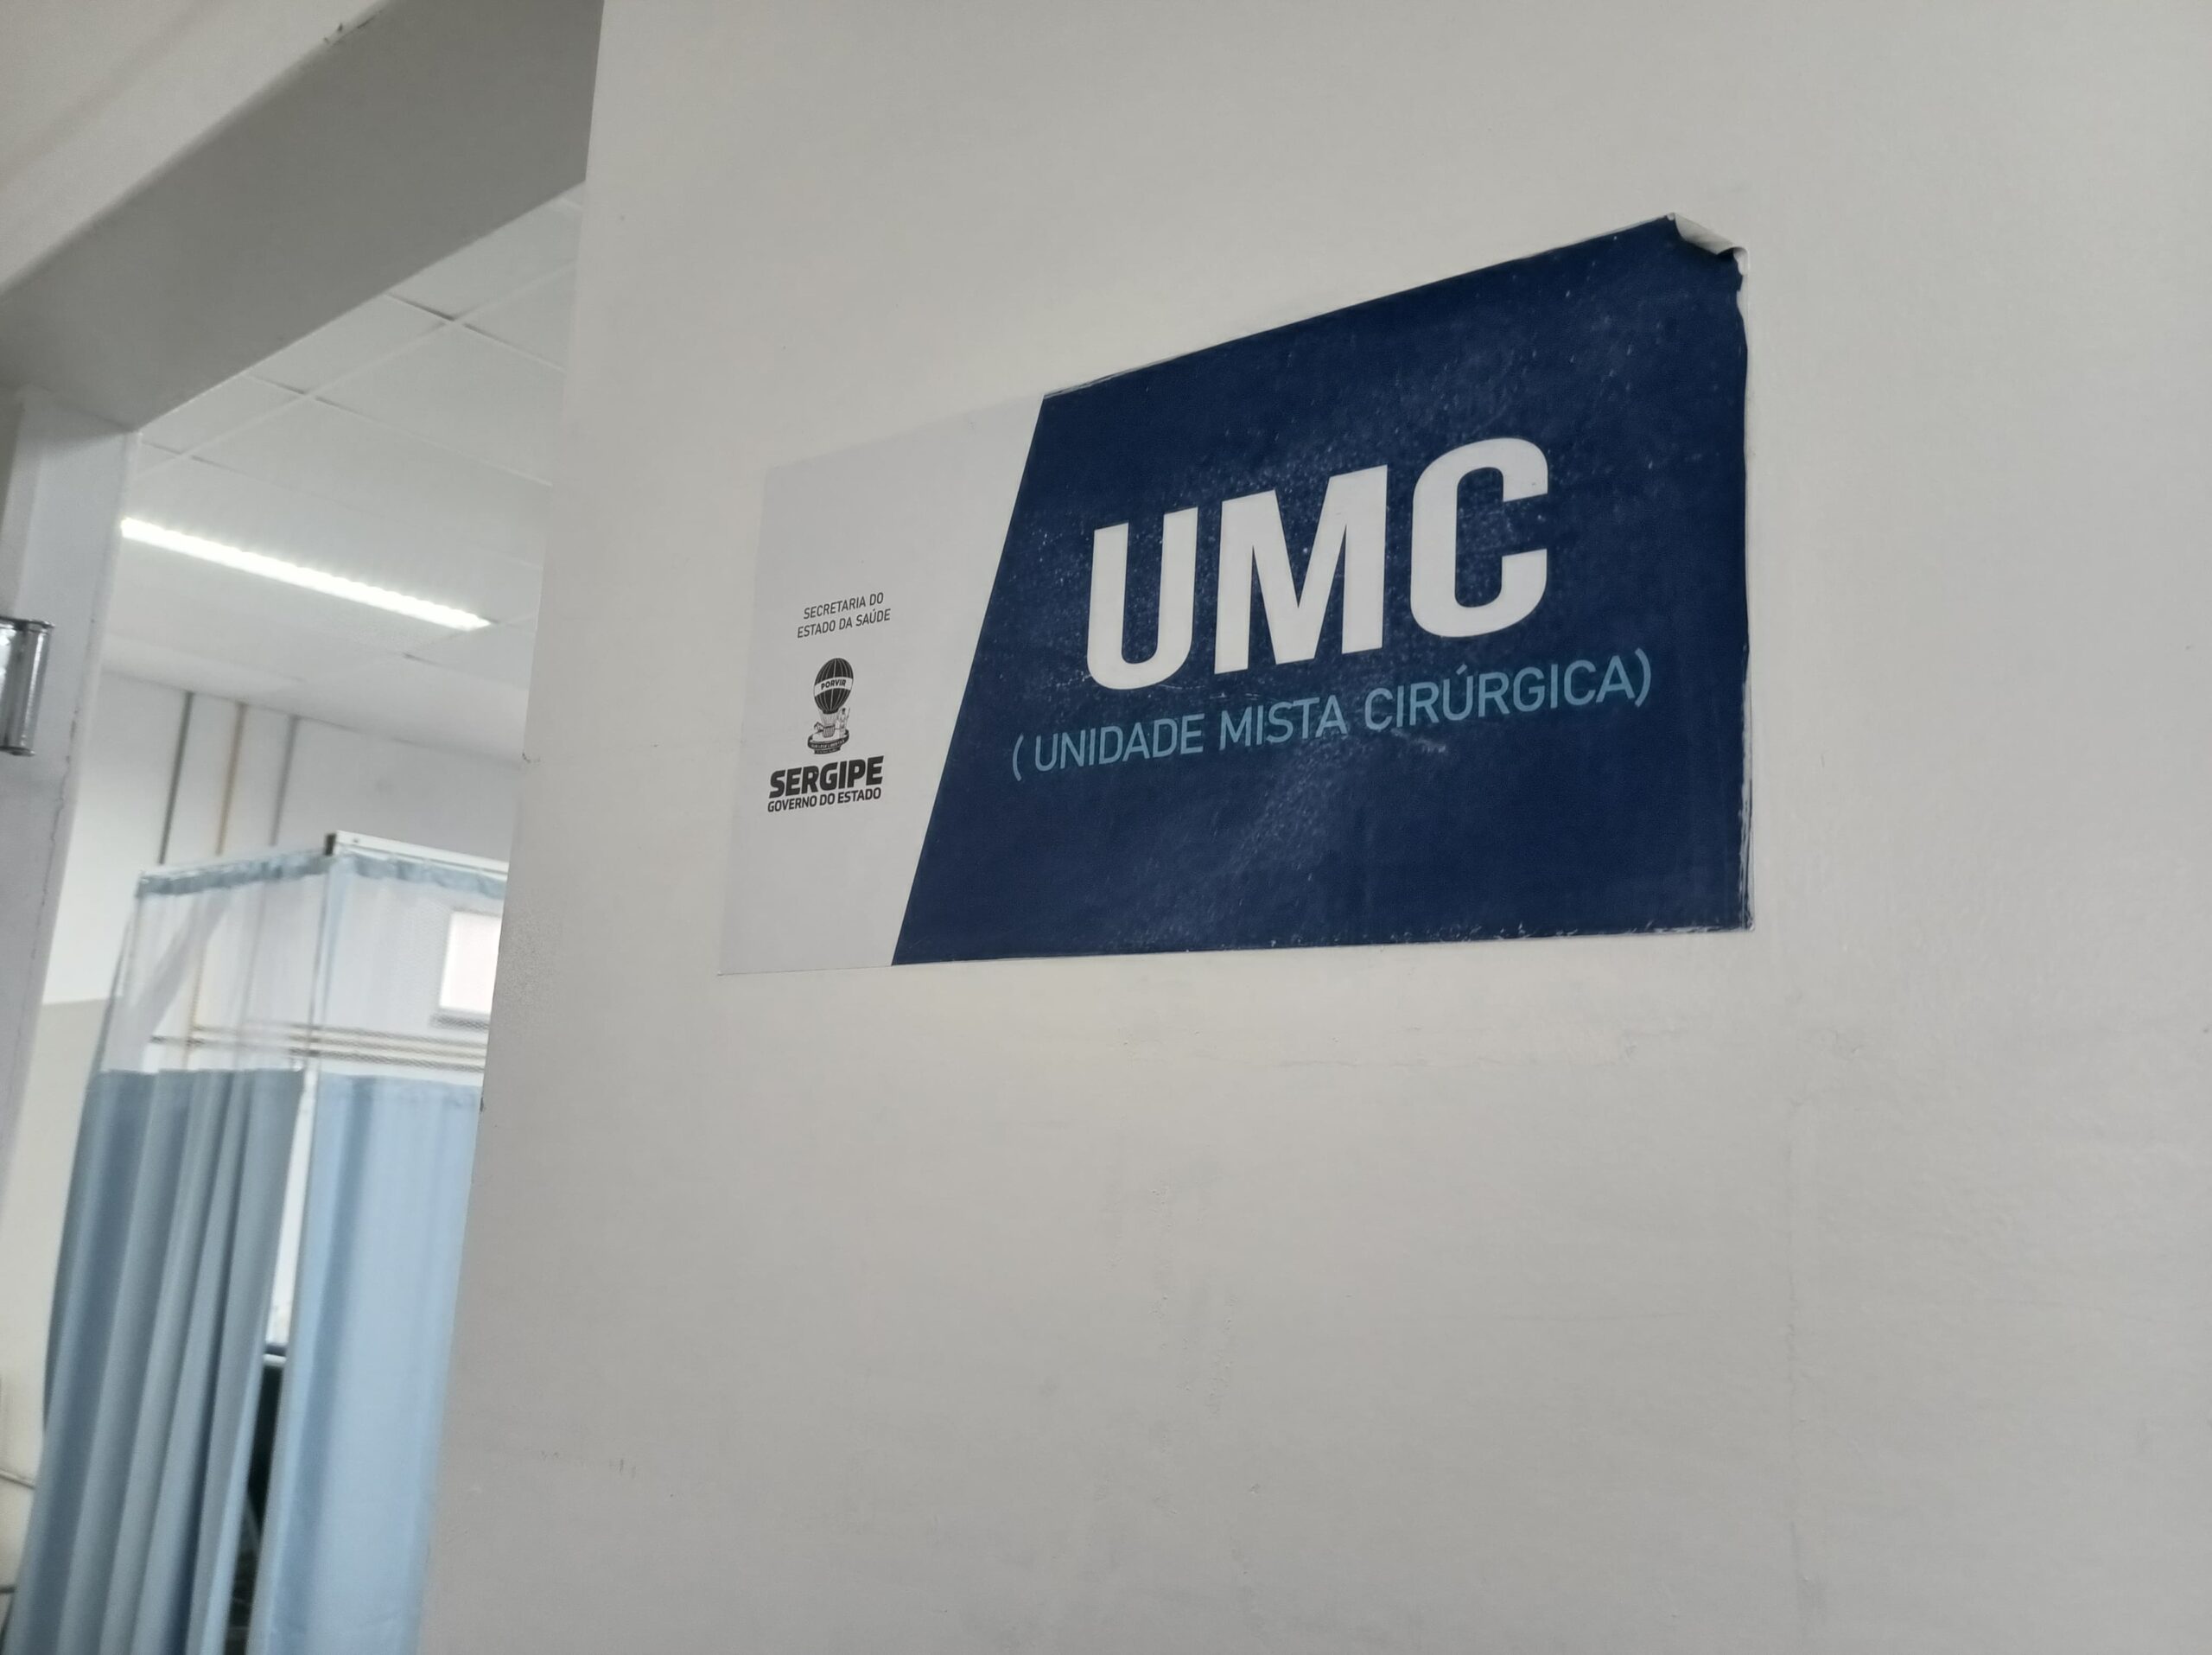 SECRETARIA DO
ESTADO DA SAÚDE
PORVIR
SERGIPE
GOVERNO DO ESTADO
UMC
( UNIDADE MISTA CIRÚRGICA)